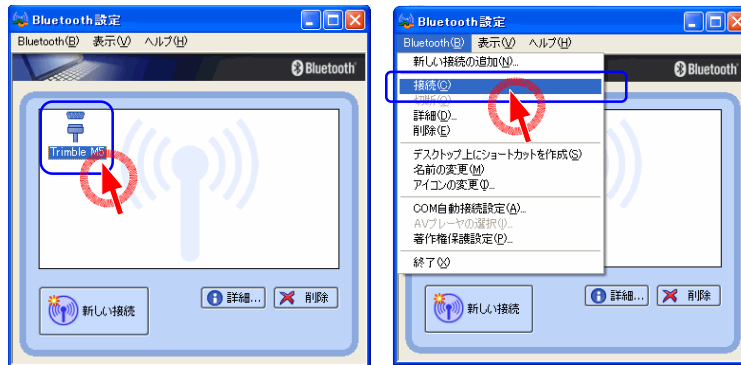 Bluetooth設定
Bluetooth(B) 表示(V) ヘルプ(H)
Bluetooth
Trimble M5
新しい接続
詳細...
削除
Bluetooth設定
Bluetooth(B) 表示(V) ヘルプ(H)
Bluetooth
新しい接続の追加(N)...
接続(C)
切断(O)
詳細(D)...
削除(E)
デスクトップ上にショートカットを作成(S)
名前の変更(M)
アイコンの変更(I)...
COM自動接続設定(A)...
AVプレーヤの選択(I)...
著作権保護設定(P)...
終了(X)
新しい接続
詳細...
削除